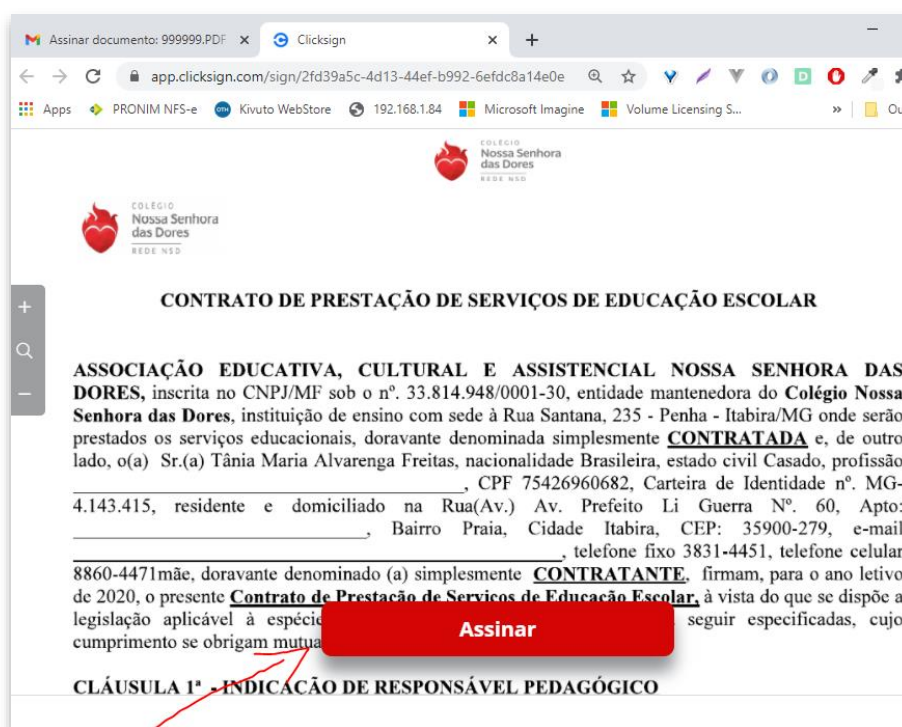 Assinar documento: 999999.PDF
Clicksign
app.clicksign.com/sign/2fd39a5c-4d13-44ef-b992-6efdc8a14e0e
Apps PRONIM NFS-e Kivuto WebStore 192.168.1.84 Microsoft Imagine Volume Licensing S... » Ou
COLÉGIO
Nossa Senhora
das Dores
REDE NSD
COLÉGIO
Nossa Senhora
das Dores
REDE NSD
CONTRATO DE PRESTAÇÃO DE SERVIÇOS DE EDUCAÇÃO ESCOLAR
ASSOCIAÇÃO EDUCATIVA, CULTURAL E ASSISTENCIAL NOSSA SENHORA DAS
DORES, inscrita no CNPJ/MF sob o nº. 33.814.948/0001-30, entidade mantenedora do Colégio Nossa
Senhora das Dores, instituição de ensino com sede à Rua Santana, 235 - Penha - Itabira/MG onde serão
prestados os serviços educacionais, doravante denominada simplesmente CONTRATADA e, de outro
lado, o(a) Sr.(a) Tânia Maria Alvarenga Freitas, nacionalidade Brasileira, estado civil Casado, profissão
, CPF 75426960682, Carteira de Identidade nº. MG-
4.143.415, residente e domiciliado na Rua(Av.) Av. Prefeito Li Guerra Nº. 60, Apto:
, Bairro Praia, Cidade Itabira, CEP: 35900-279, e-mail
, telefone fixo 3831-4451, telefone celular
8860-4471mãe, doravante denominado (a) simplesmente CONTRATANTE, firmam, para o ano letivo
de 2020, o presente Contrato de Prestação de Serviços de Educação Escolar, à vista do que se dispõe a
legislação aplicável à espécie seguir especificadas, cujo
Assinar
cumprimento se obrigam mutua
CLÁUSULA 1ª - INDICAÇÃO DE RESPONSÁVEL PEDAGÓGICO